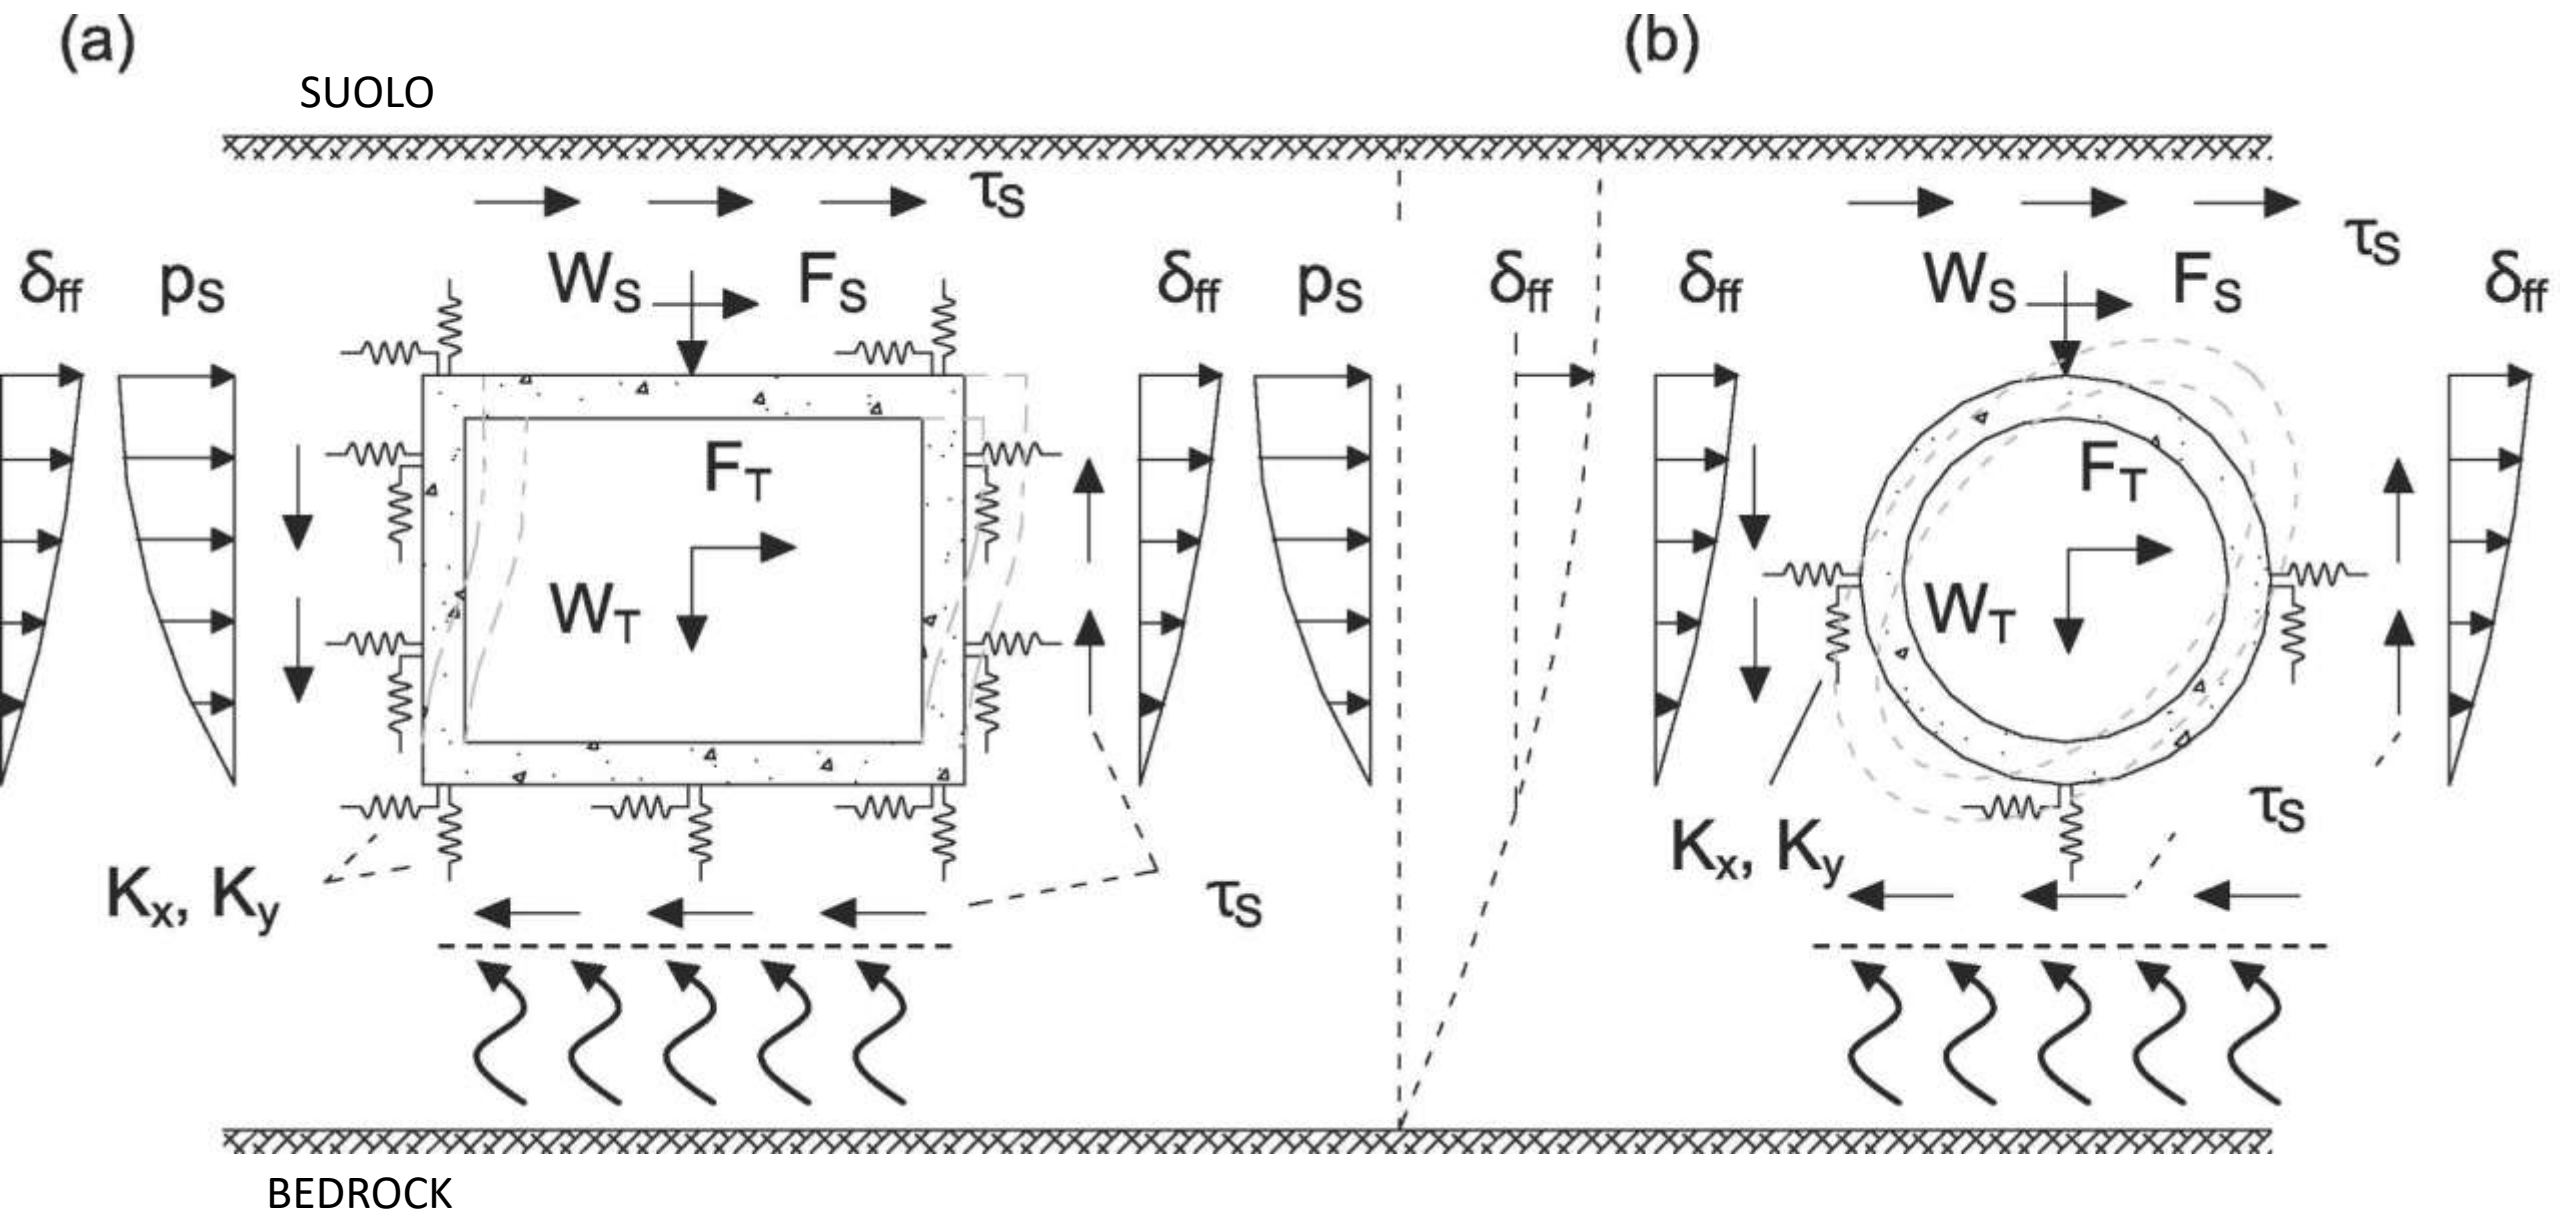 (a)
(b)
SUOLO
τS
τS
δff
pS
WS
FS
δff
pS
δff
δff
WS
FS
δff
FT
WT
FT
WT
Kx, Ky
τS
Kx, Ky
τS
BEDROCK